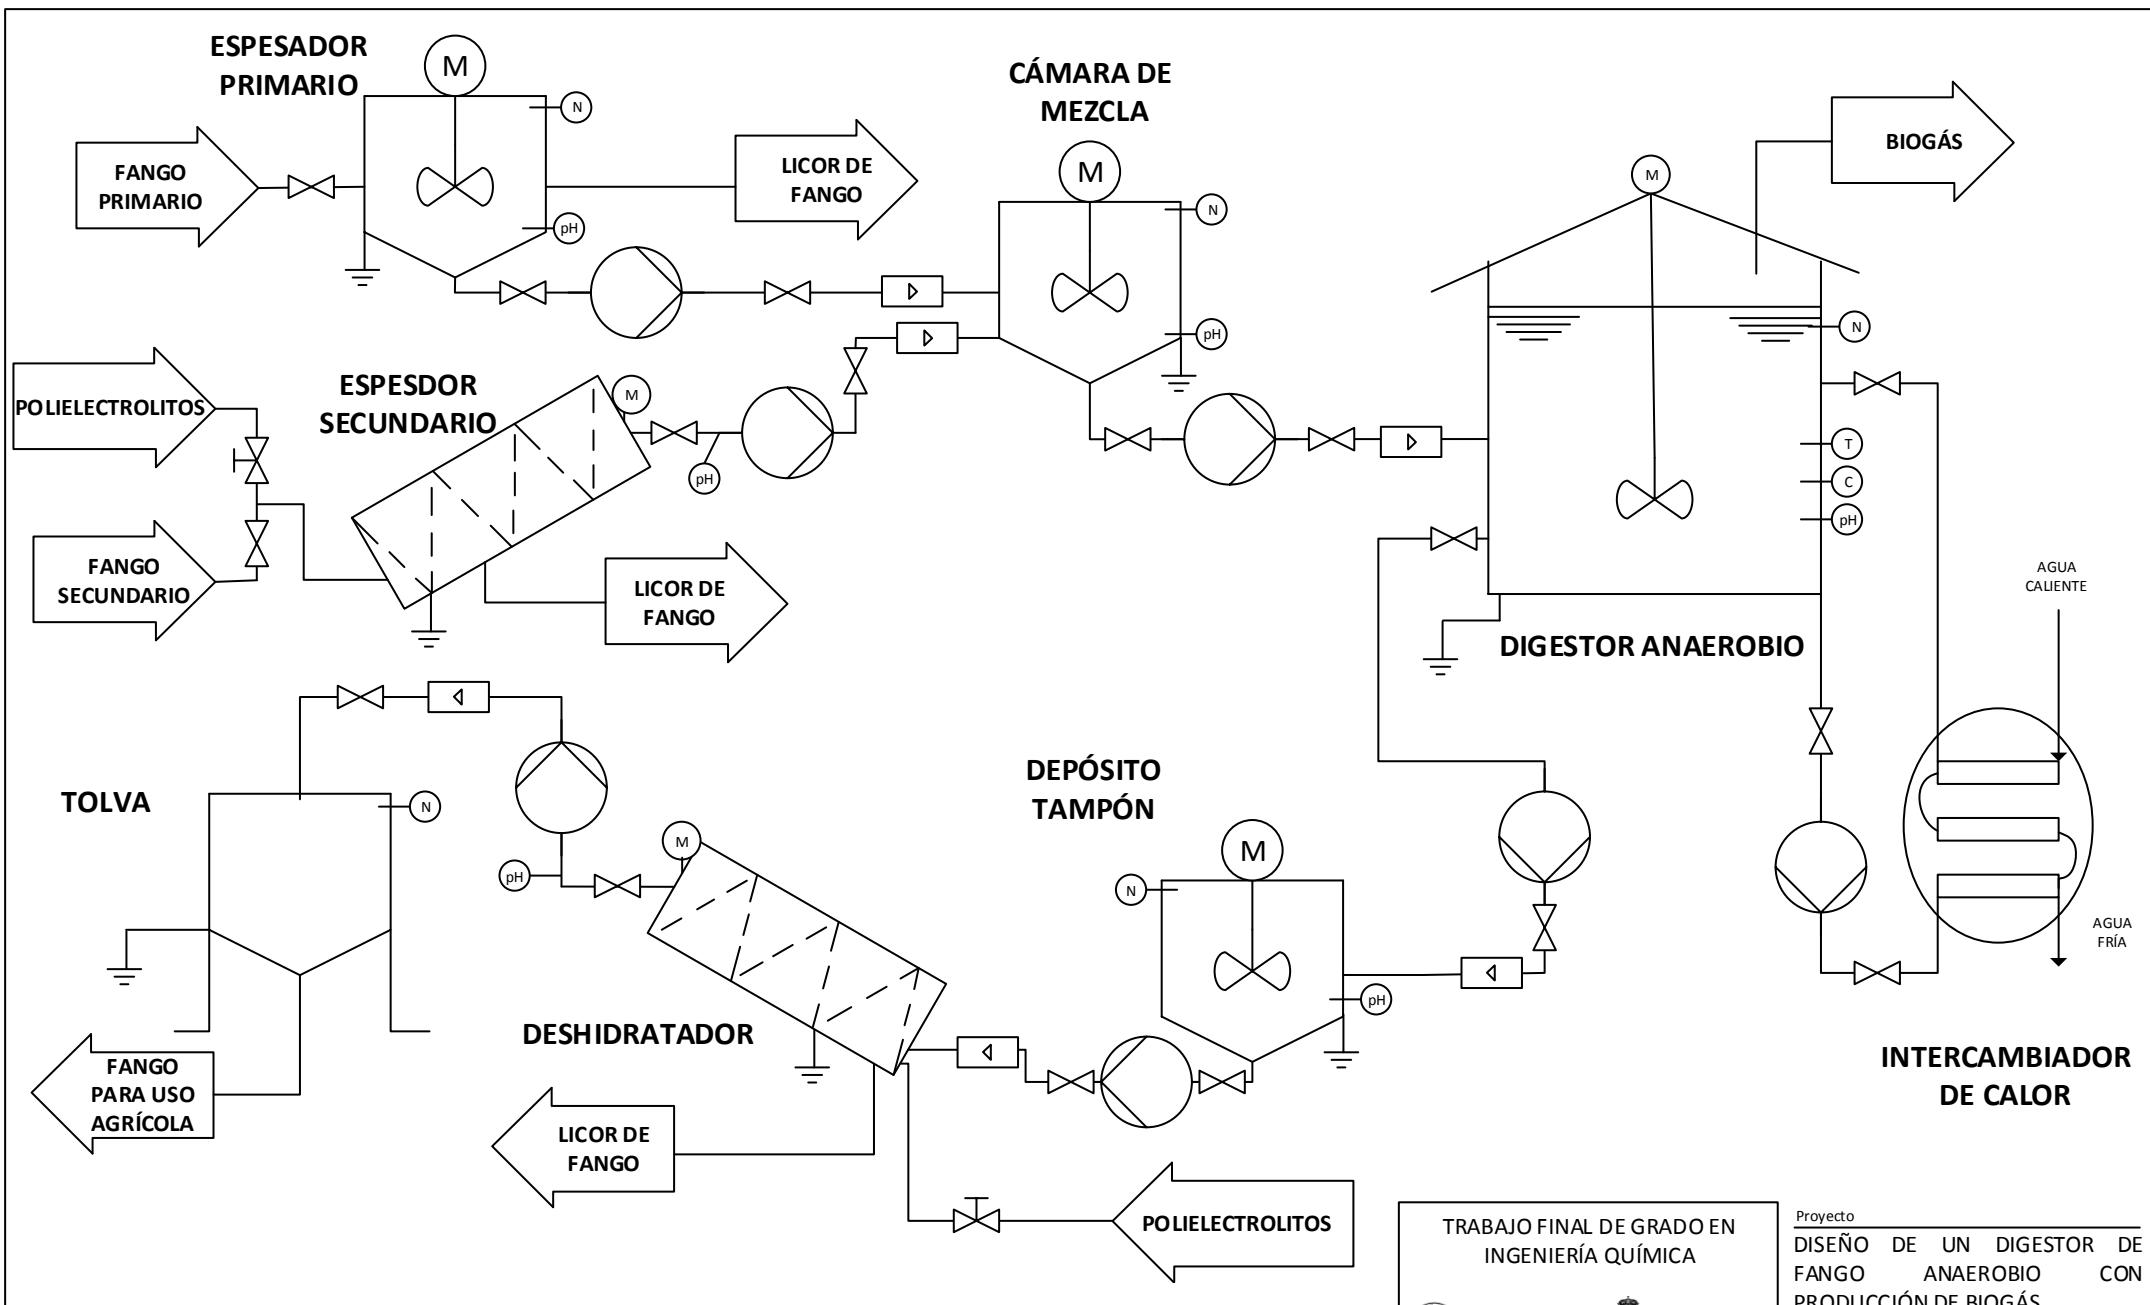 ESPESADOR
PRIMARIO
M
N
pH
FANGO
PRIMARIO
LICOR DE
FANGO
CÁMARA DE
MEZCLA
M
N
pH
BIOGÁS
M
N
T
C
pH
DIGESTOR ANAEROBIO
POLIELECTROLITOS
FANGO
SECUNDARIO
ESPESDOR
SECUNDARIO
M
pH
LICOR DE
FANGO
AGUA
CALIENTE
AGUA
FRÍA
INTERCAMBIADOR
DE CALOR
DEPÓSITO
TAMPÓN
M
N
pH
TOLVA
N
pH
M
DESHIDRATADOR
FANGO
PARA USO
AGRÍCOLA
LICOR DE
FANGO
POLIELECTROLITOS
TRABAJO FINAL DE GRADO EN
INGENIERÍA QUÍMICA
Proyecto
DISEÑO DE UN DIGESTOR DE
FANGO ANAEROBIO CON
PRODUCCIÓN DE BIOGÁS